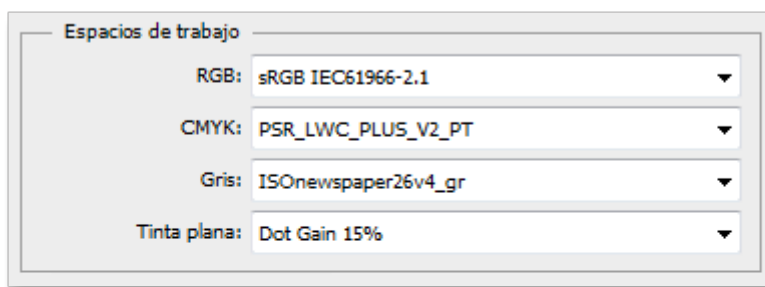 Espacios de trabajo
RGB: sRGB IEC61966-2.1
CMYK: PSR_LWC_PLUS_V2_PT
Gris: ISOnewspaper26v4_gr
Tinta plana: Dot Gain 15%